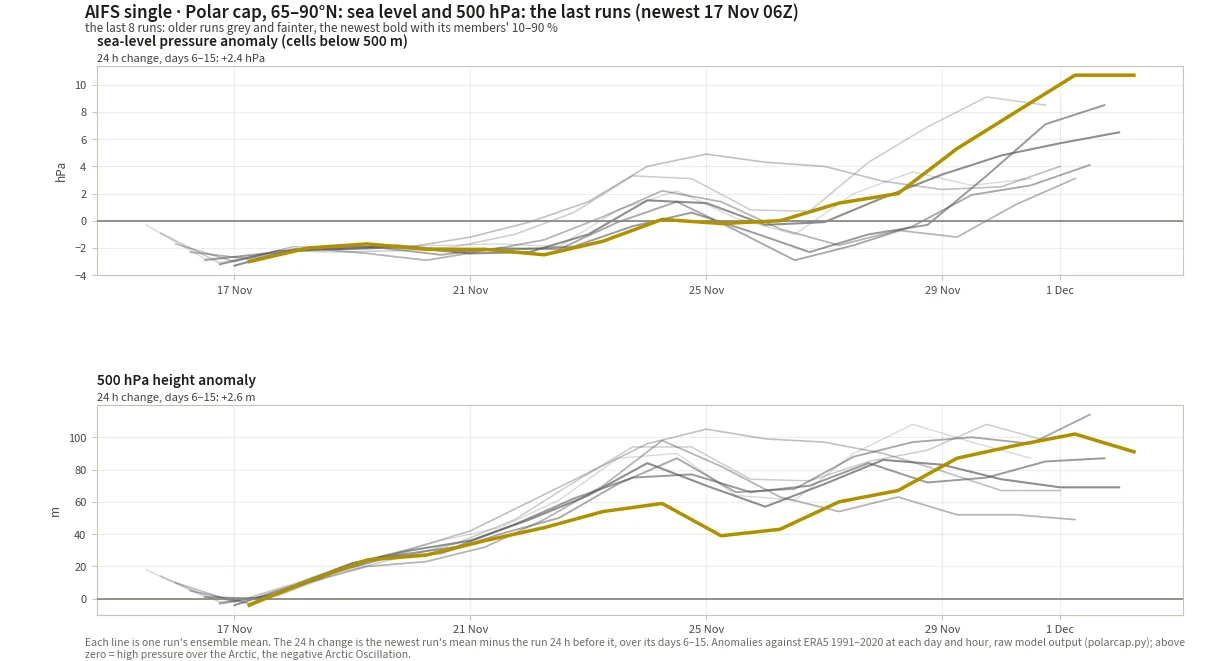 AIFS single · Polar cap, 65–90°N: sea level and 500 hPa: the last runs (newest 17 Nov 06Z)
the last 8 runs: older runs grey and fainter, the newest bold with its members' 10–90 %
sea-level pressure anomaly (cells below 500 m)
24 h change, days 6–15: +2.4 hPa
10
8
6
4
2
0
−2
−4
hPa
17 Nov
21 Nov
25 Nov
29 Nov
1 Dec
500 hPa height anomaly
24 h change, days 6–15: +2.6 m
100
80
60
40
20
0
m
17 Nov
21 Nov
25 Nov
29 Nov
1 Dec
Each line is one run's ensemble mean. The 24 h change is the newest run's mean minus the run 24 h before it, over its days 6–15. Anomalies against ERA5 1991–2020 at each day and hour, raw model output (polarcap.py); above
zero = high pressure over the Arctic, the negative Arctic Oscillation.